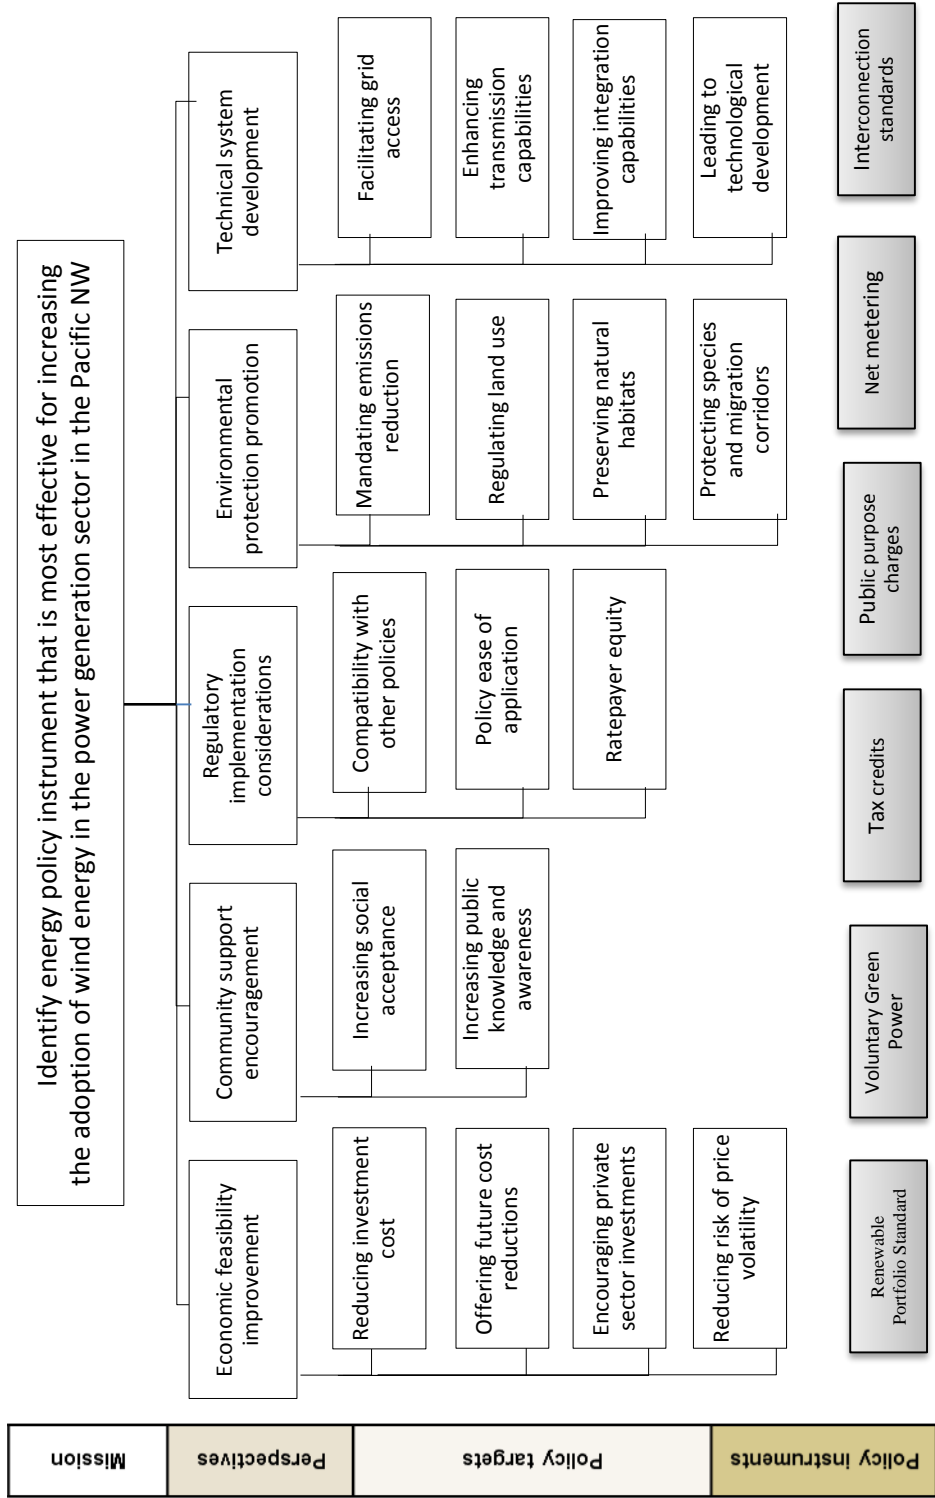 Identify energy policy instrument that is most effective for increasing
the adoption of wind energy in the power generation sector in the Pacific NW
Economic feasibility
improvement
Community support
encouragement
Regulatory
implementation
considerations
Environmental
protection promotion
Technical system
development
Reducing investment
cost
Offering future cost
reductions
Encouraging private
sector investments
Reducing risk of price
volatility
Increasing social
acceptance
Increasing public
knowledge and
awareness
Compatibility with
other policies
Policy ease of
application
Ratepayer equity
Mandating emissions
reduction
Regulating land use
Preserving natural
habitats
Protecting species
and migration
corridors
Facilitating grid
access
Enhancing
transmission
capabilities
Improving integration
capabilities
Leading to
technological
development
Renewable
Portfolio Standard
Voluntary Green
Power
Tax credits
Public purpose
charges
Net metering
Interconnection
standards
Mission
Perspectives
Policy targets
Policy instruments